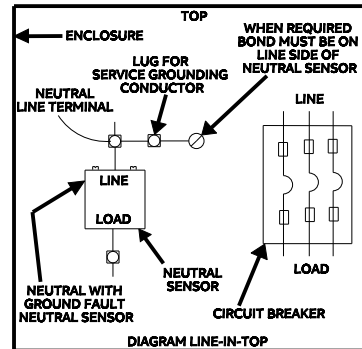 TOP
ENCLOSURE
WHEN REQUIRED
BOND MUST BE ON
LINE SIDE OF
NEUTRAL SENSOR
LUG FOR
SERVICE GROUNDING
CONDUCTOR
NEUTRAL
LINE TERMINAL
LINE
LOAD
LINE
LOAD
NEUTRAL WITH
GROUND FAULT
NEUTRAL SENSOR
NEUTRAL
SENSOR
CIRCUIT BREAKER
DIAGRAM LINE-IN-TOP